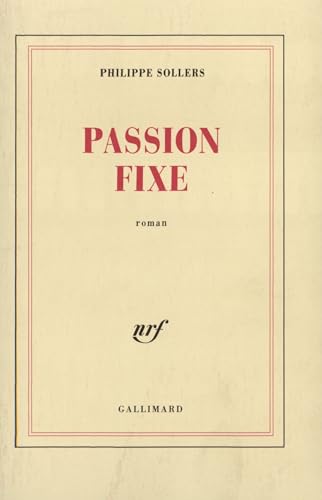 PHILIPPE SOLLERS
PASSION
FIXE
roman
nrf
GALLIMARD